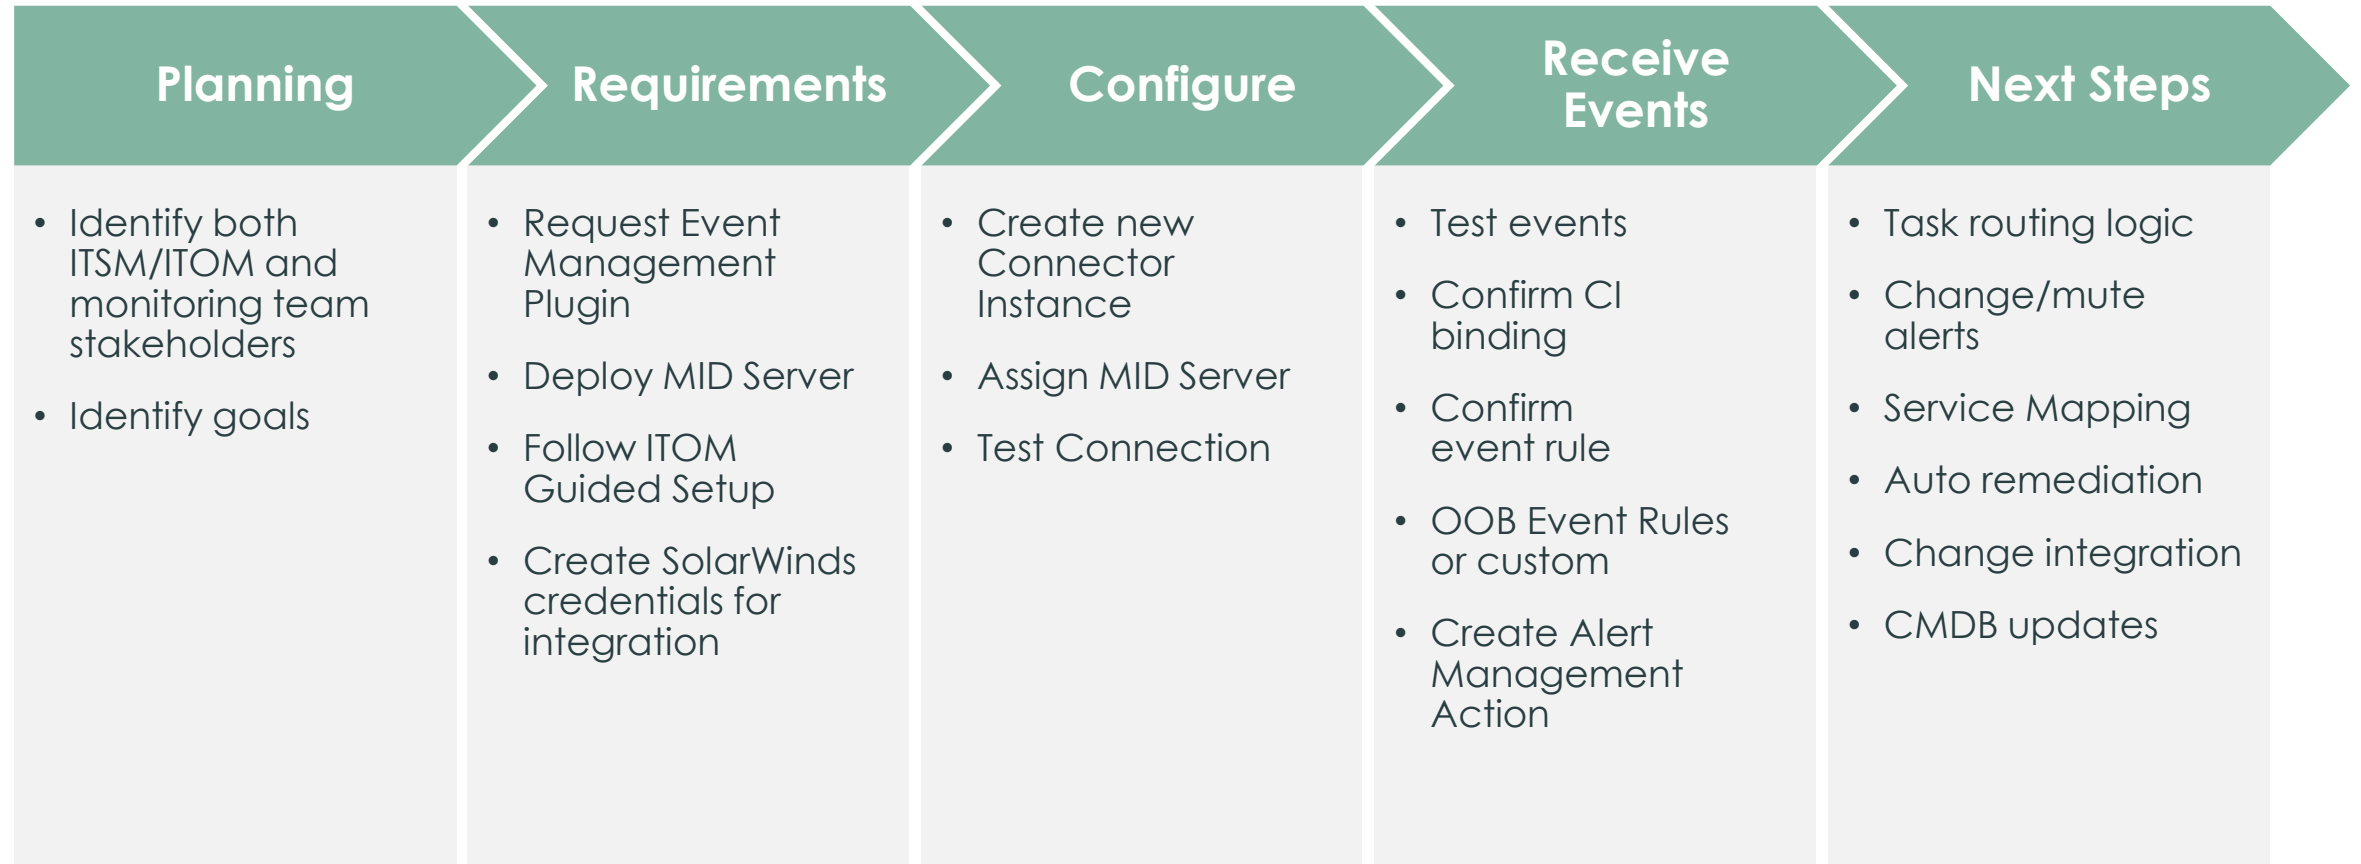 Planning
Requirements
Configure
Receive
Events
Next Steps
• Identify both
ITSM/ITOM and
monitoring team
stakeholders
• Identify goals
• Request Event
Management
Plugin
• Deploy MID Server
• Follow ITOM
Guided Setup
• Create SolarWinds
credentials for
integration
• Create new
Connector
Instance
• Assign MID Server
• Test Connection
• Test events
• Confirm CI
binding
• Confirm
event rule
• OOB Event Rules
or custom
• Create Alert
Management
Action
• Task routing logic
• Change/mute
alerts
• Service Mapping
• Auto remediation
• Change integration
• CMDB updates